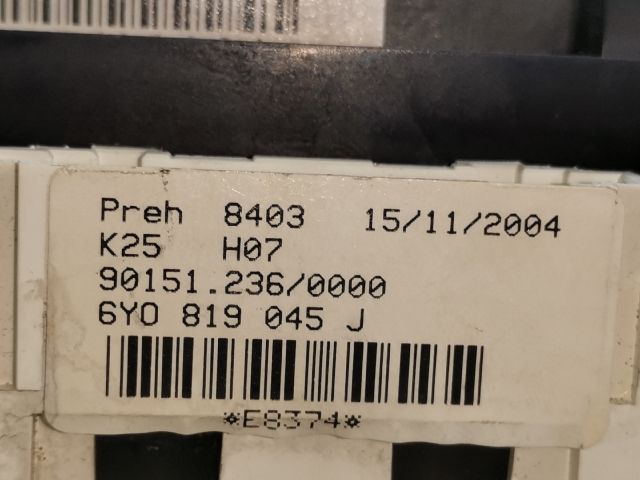 Preh 8403 15/11/2004
K25 H07
90151.236/0000
6Y0 819 045 J
*E8374*